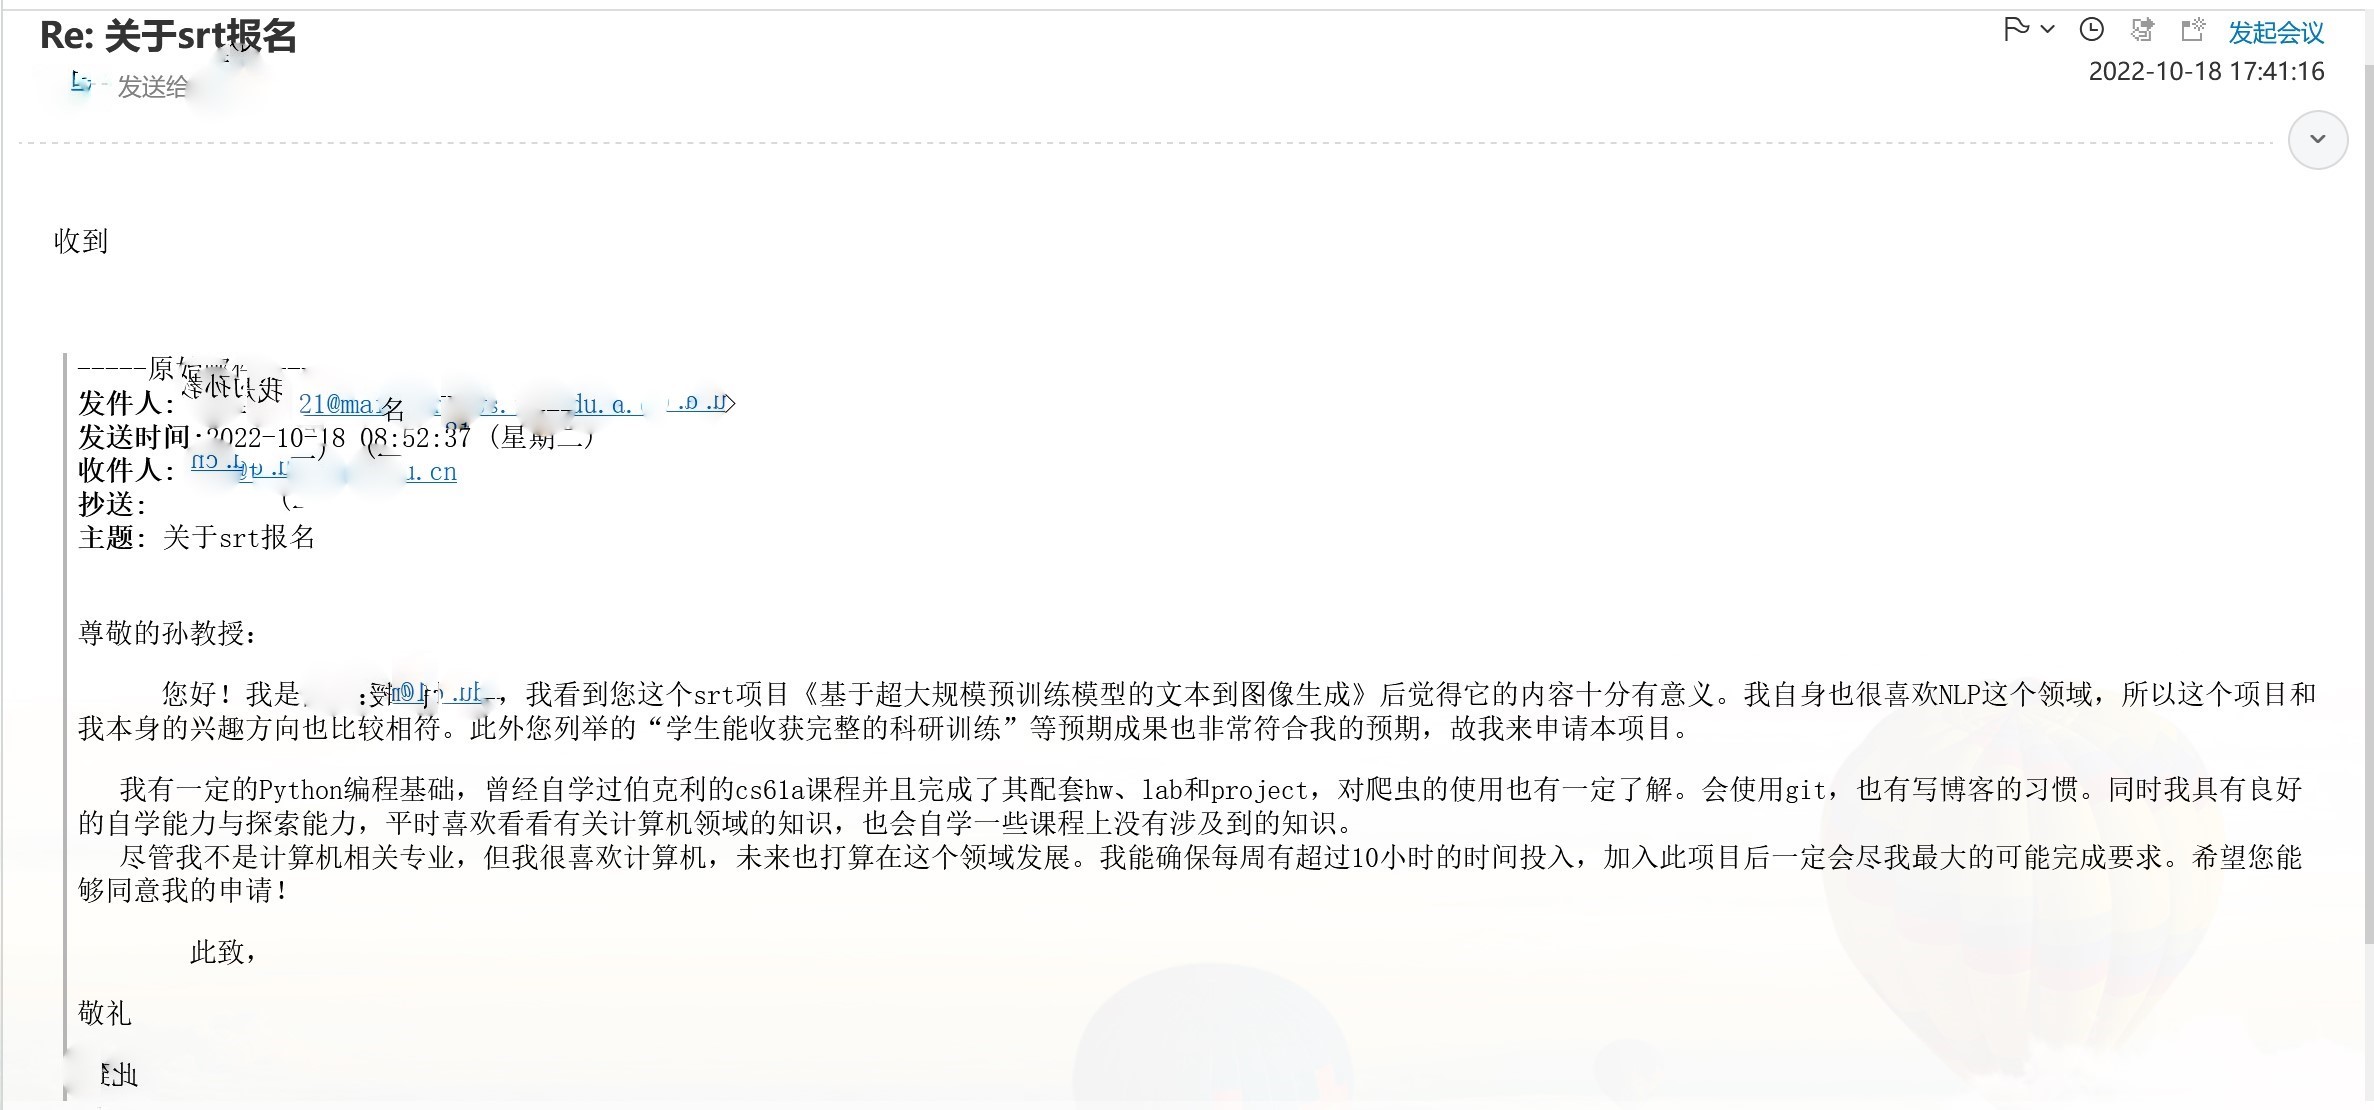 Re: 关于srt报名
发起会议
发送给
2022-10-18 17:41:16
收到
-----原
发件人:
发送时间:2022-10-18 08:52:37 (星期二)
收件人:
抄送:
主题: 关于srt报名
尊敬的孙教授:
您好！我是 ，我看到您这个srt项目《基于超大规模预训练模型的文本到图像生成》后觉得它的内容十分有意义。我自身也很喜欢NLP这个领域，所以这个项目和
我本身的兴趣方向也比较相符。此外您列举的“学生能收获完整的科研训练”等预期成果也非常符合我的预期，故我来申请本项目。
我有一定的Python编程基础，曾经自学过伯克利的cs61a课程并且完成了其配套hw、lab和project，对爬虫的使用也有一定了解。会使用git，也有写博客的习惯。同时我具有良好
的自学能力与探索能力，平时喜欢看看有关计算机领域的知识，也会自学一些课程上没有涉及到的知识。
尽管我不是计算机相关专业，但我很喜欢计算机，未来也打算在这个领域发展。我能确保每周有超过10小时的时间投入，加入此项目后一定会尽我最大的可能完成要求。希望您能
够同意我的申请！
此致，
敬礼